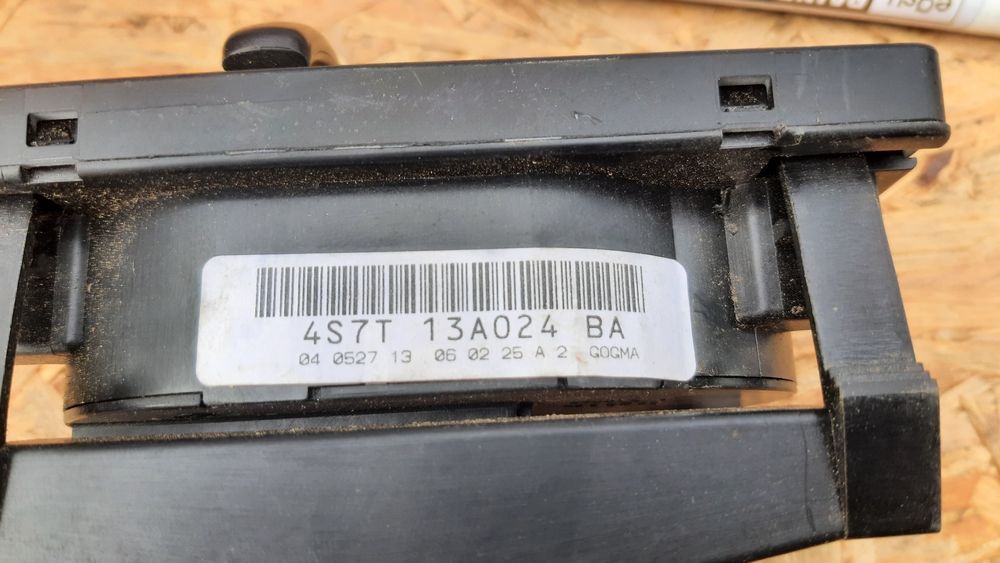 4S7T 13A024 BA
04 0527 13 06 02 25 A 2 GOGMA